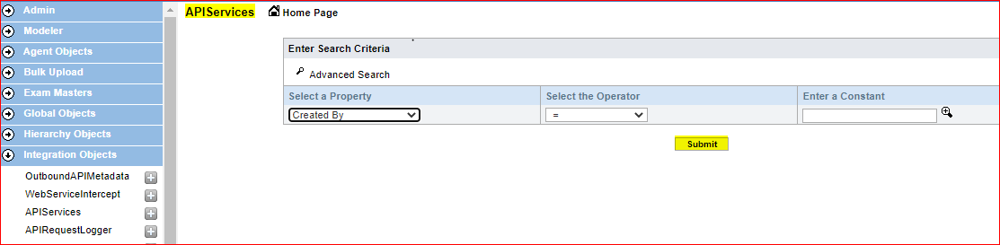 Admin
Modeler
Agent Objects
Bulk Upload
Exam Masters
Global Objects
Hierarchy Objects
Integration Objects
OutboundAPIMetadata
WebServiceIntercept
APIServices
APIRequestLogger
APIServices Home Page
Enter Search Criteria
Advanced Search
Select a Property Select the Operator Enter a Constant
Created By =
Submit